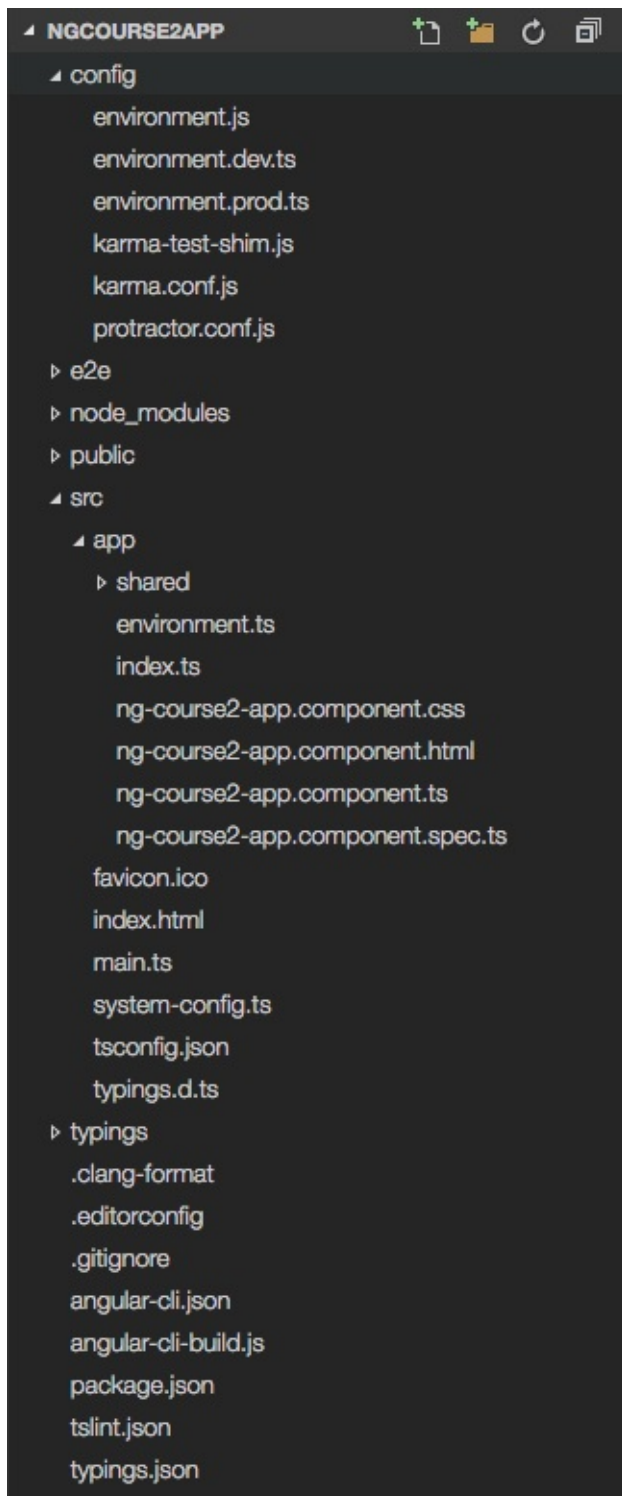 NGCOURSE2APP
config
environment.js
environment.dev.ts
environment.prod.ts
karma-test-shim.js
karma.conf.js
protractor.conf.js
e2e
node_modules
public
src
app
shared
environment.ts
index.ts
ng-course2-app.component.css
ng-course2-app.component.html
ng-course2-app.component.ts
ng-course2-app.component.spec.ts
favicon.ico
index.html
main.ts
system-config.ts
tsconfig.json
typings.d.ts
typings
.clang-format
.editorconfig
.gitignore
angular-cli.json
angular-cli-build.js
package.json
tslint.json
typings.json